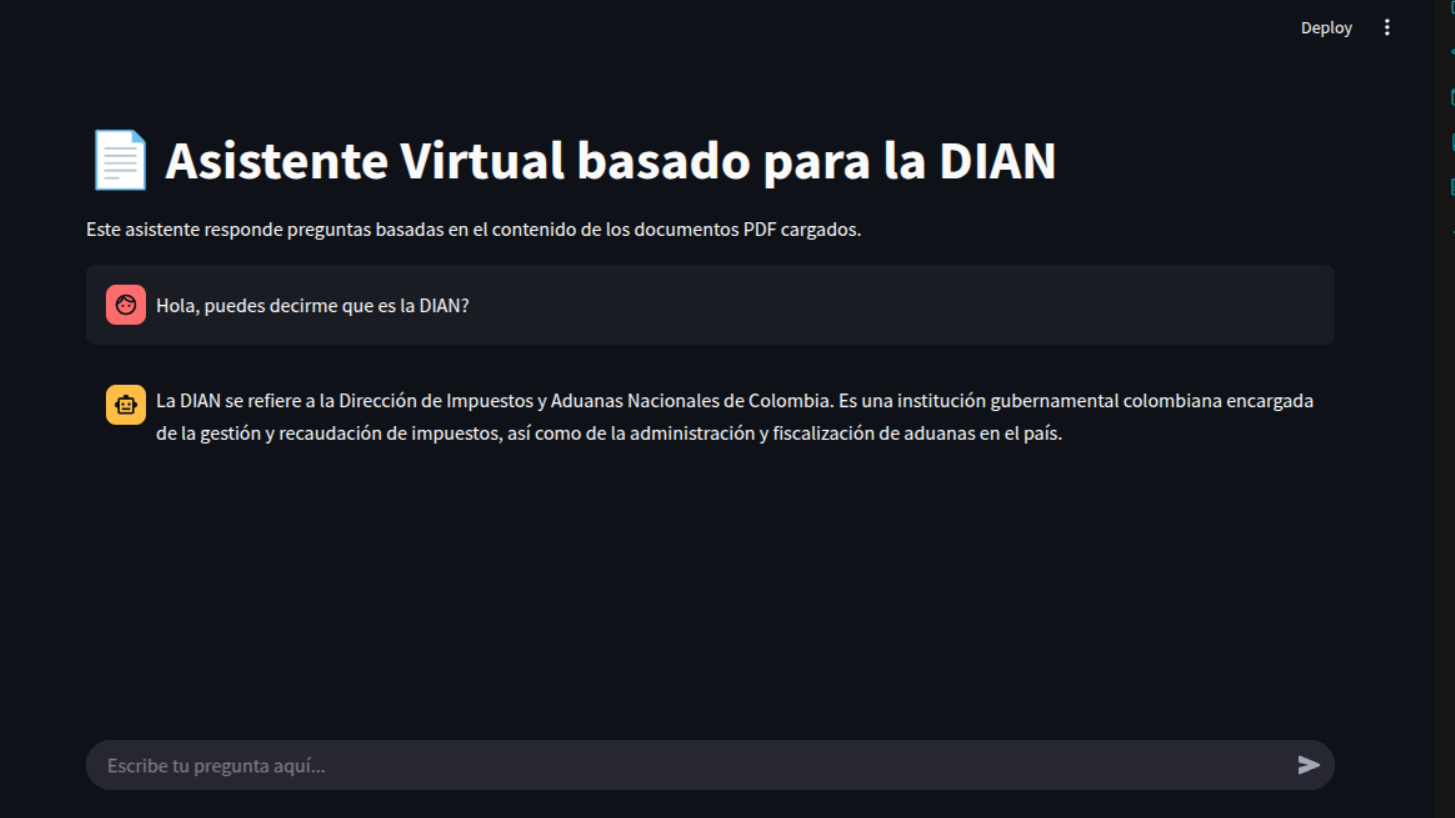 Deploy
Asistente Virtual basado para la DIAN
Este asistente responde preguntas basadas en el contenido de los documentos PDF cargados.
Hola, puedes decirme que es la DIAN?
La DIAN se refiere a la Dirección de Impuestos y Aduanas Nacionales de Colombia. Es una institución gubernamental colombiana encargada
de la gestión y recaudación de impuestos, así como de la administración y fiscalización de aduanas en el país.
Escribe tu pregunta aquí...